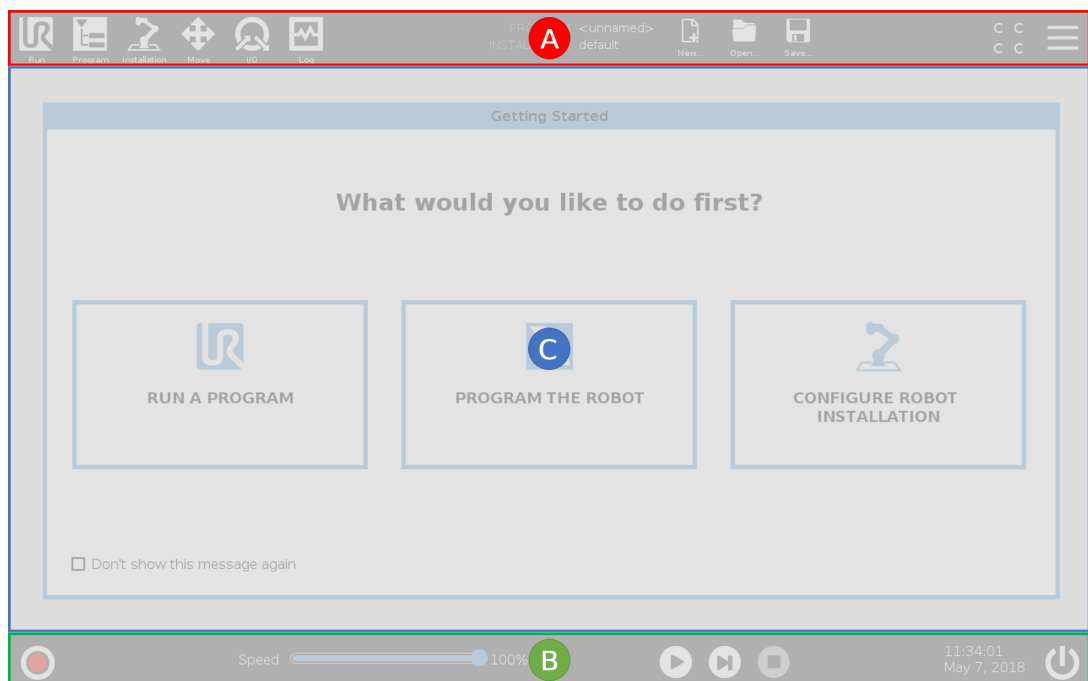 PR <unnamed>
INSTAL default
A
C C
C C
Run Program Installation Move I/O Log New... Open... Save...
Getting Started
What would you like to do first?
C
RUN A PROGRAM
PROGRAM THE ROBOT
CONFIGURE ROBOT
INSTALLATION
Don't show this message again
Speed 100% B
11:34:01
May 7, 2018